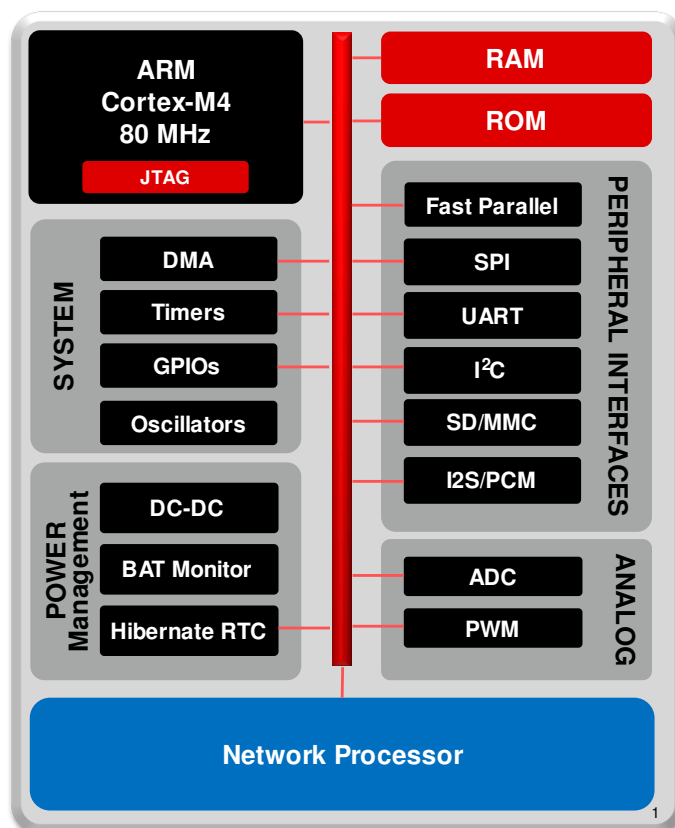 ARM
Cortex-M4
80 MHz
JTAG
RAM
ROM
SYSTEM
DMA
Timers
GPIOs
Oscillators
PERIPHERAL INTERFACES
Fast Parallel
SPI
UART
I²C
SD/MMC
I2S/PCM
POWER
Management
DC-DC
BAT Monitor
Hibernate RTC
ANALOG
ADC
PWM
Network Processor
1